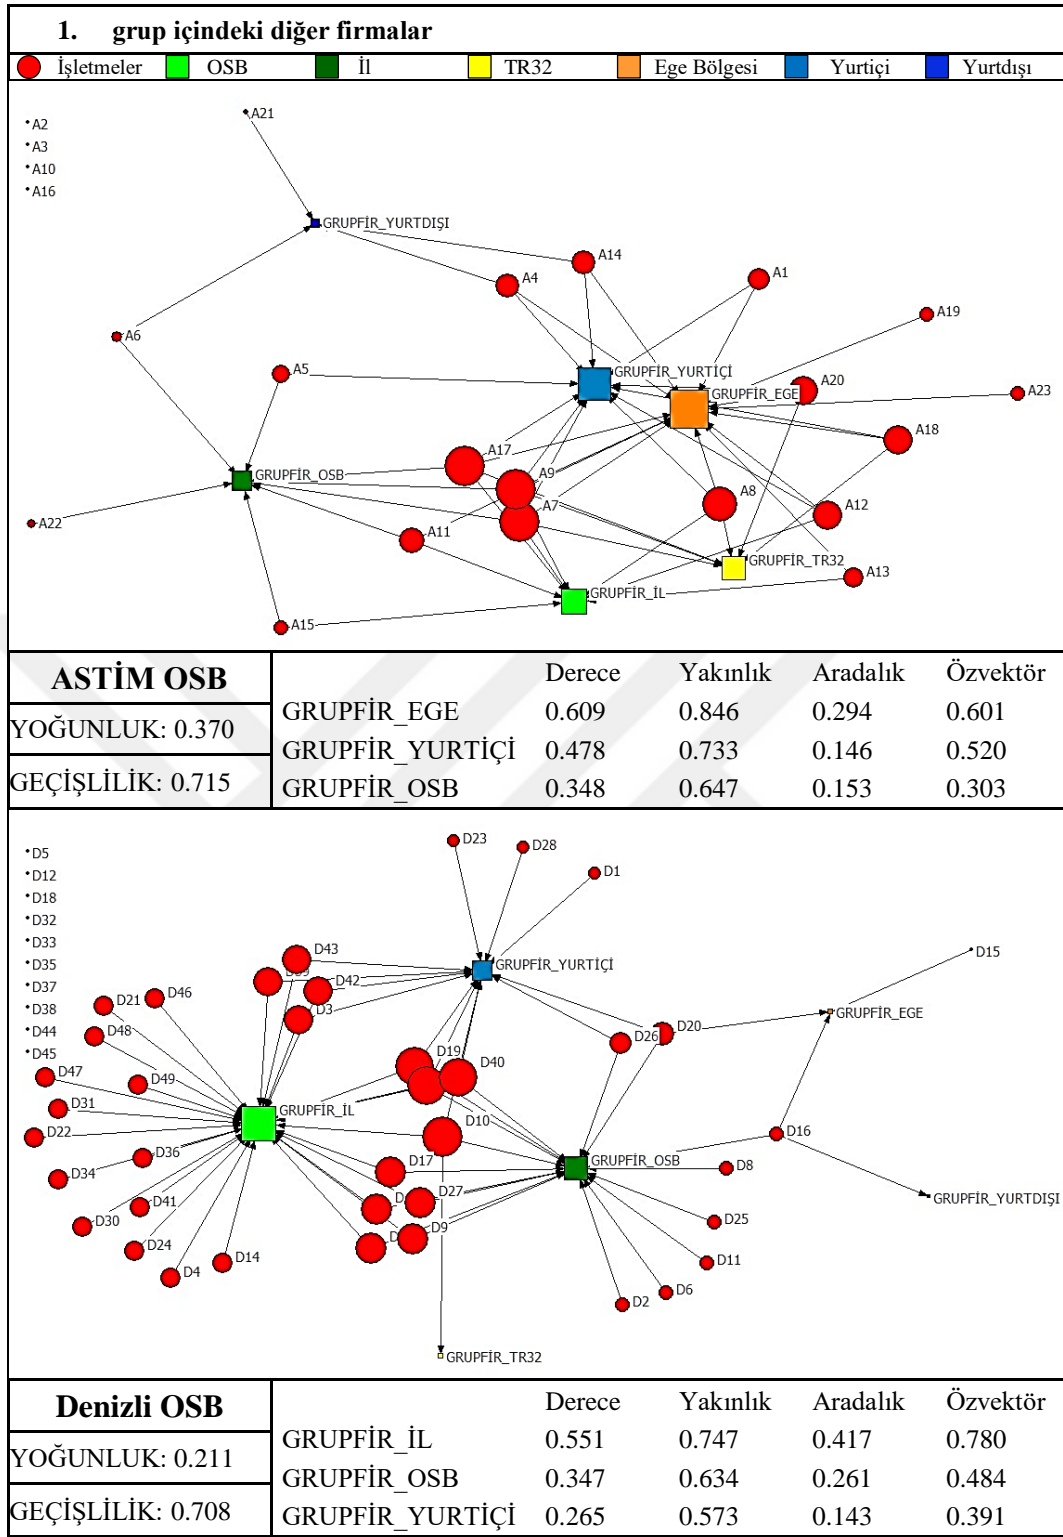 1. grup içindeki diğer firmalar
İşletmeler OSB İl TR32 Ege Bölgesi Yurtiçi Yurtdışı
A21
A2
A3
A10
A16
GRUPFİR_YURTDIŞI
A14
A4
A1
A19
A6
A5
GRUPFİR_YURTİÇİ
A20
GRUPFİR_EGE
A23
A18
A17
GRUPFİR_OSB
A9
A8
A7
A12
A22
A11
GRUPFİR_TR32
A13
GRUPFİR_İL
A15
ASTİM OSB
YOĞUNLUK: 0.370
GEÇİŞLİLİK: 0.715
Derece Yakınlık Aradalık Özvektör
GRUPFİR_EGE 0.609 0.846 0.294 0.601
GRUPFİR_YURTİÇİ 0.478 0.733 0.146 0.520
GRUPFİR_OSB 0.348 0.647 0.153 0.303
D23
D28
D5
D12
D1
D18
D32
D33
D35
D37
D38
D44
D45
D43
D15
GRUPFİR_YURTİÇİ
D42
D46
D21
D3
GRUPFİR_EGE
D20
D26
D48
D19
D40
D47
D49
D31
GRUPFİR_İL
D10
D22
D16
D36
D17
GRUPFİR_OSB
D8
D34
GRUPFİR_YURTDIŞI
D41
D27
D30
D25
D9
D24
D14
D11
D4
D6
D2
GRUPFİR_TR32
Denizli OSB
YOĞUNLUK: 0.211
GEÇİŞLİLİK: 0.708
Derece Yakınlık Aradalık Özvektör
GRUPFİR_İL 0.551 0.747 0.417 0.780
GRUPFİR_OSB 0.347 0.634 0.261 0.484
GRUPFİR_YURTİÇİ 0.265 0.573 0.143 0.391